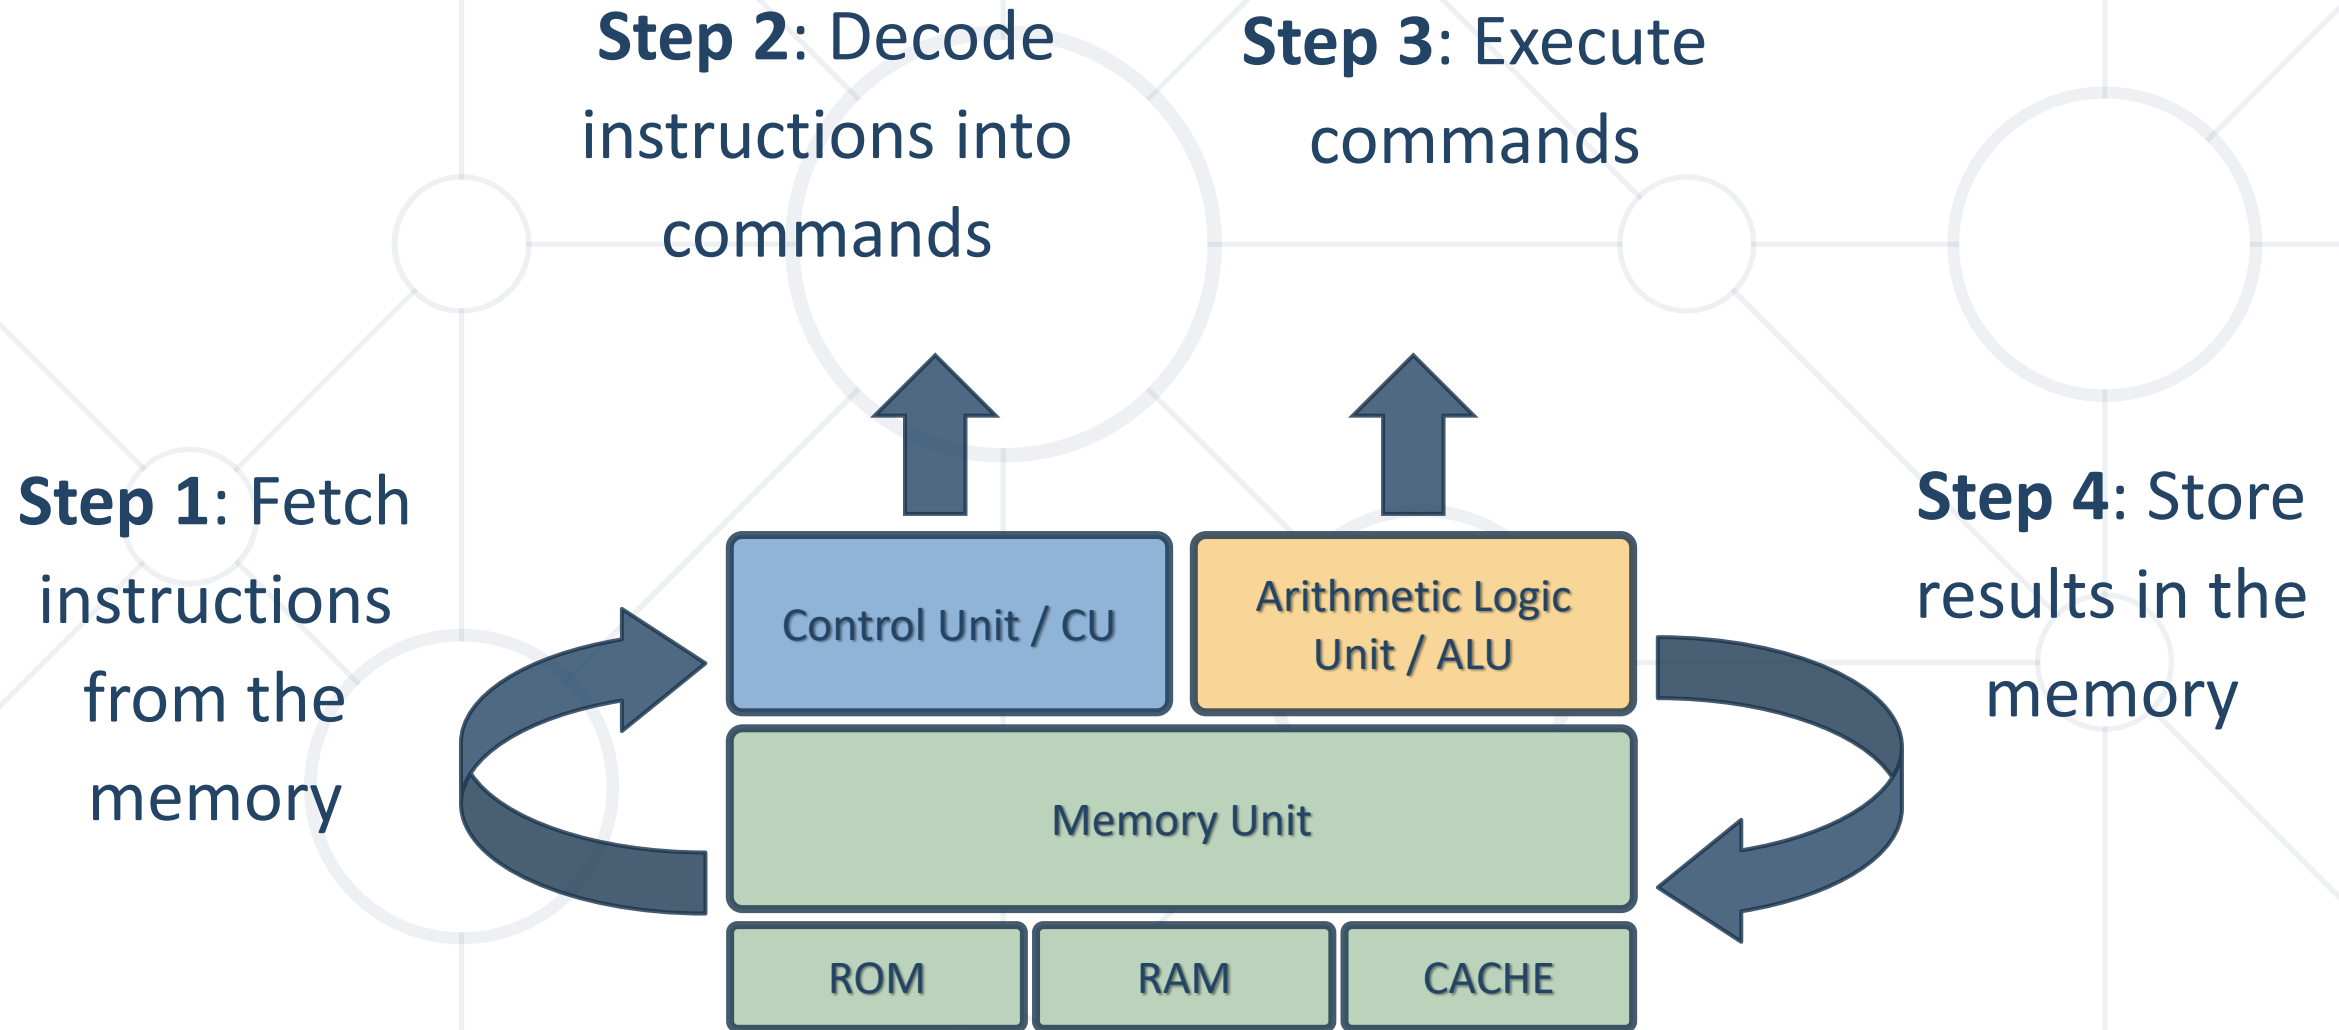 Step 1: Fetch
instructions
from the
memory
Step 2: Decode
instructions into
commands
Step 3: Execute
commands
Step 4: Store
results in the
memory
Control Unit / CU
Arithmetic Logic
Unit / ALU
Memory Unit
ROM
RAM
CACHE